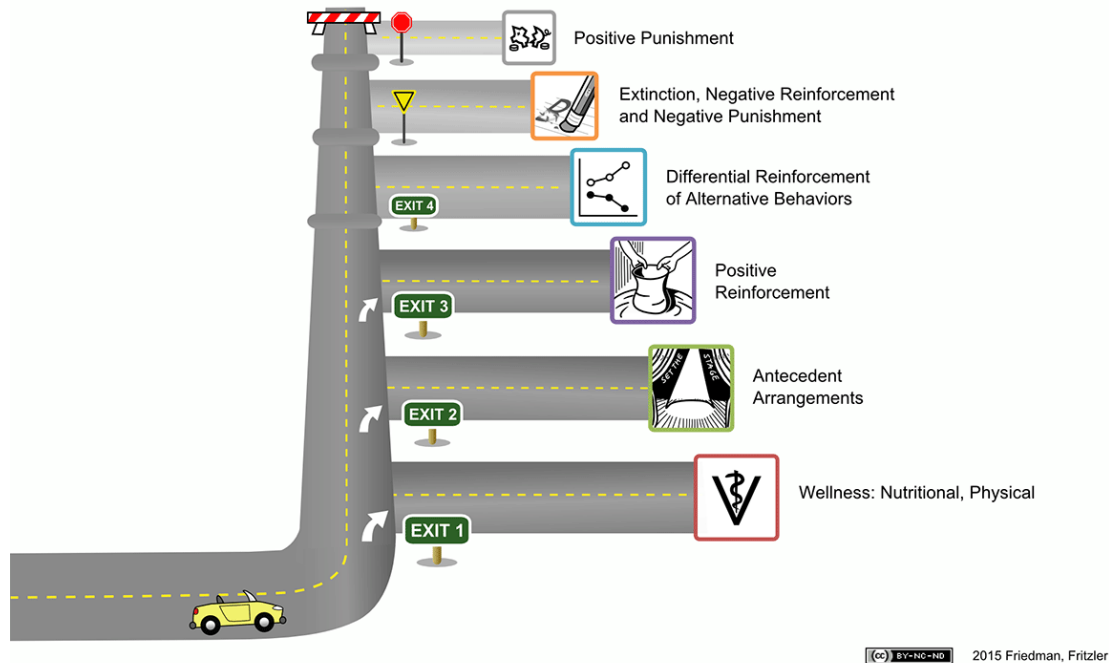 Positive Punishment
Extinction, Negative Reinforcement
and Negative Punishment
Differential Reinforcement
of Alternative Behaviors
EXIT 4
Positive
Reinforcement
EXIT 3
SET THE STAGE
Antecedent
Arrangements
EXIT 2
V
Wellness: Nutritional, Physical
EXIT 1
cc BY-NC-ND 2015 Friedman, Fritzler